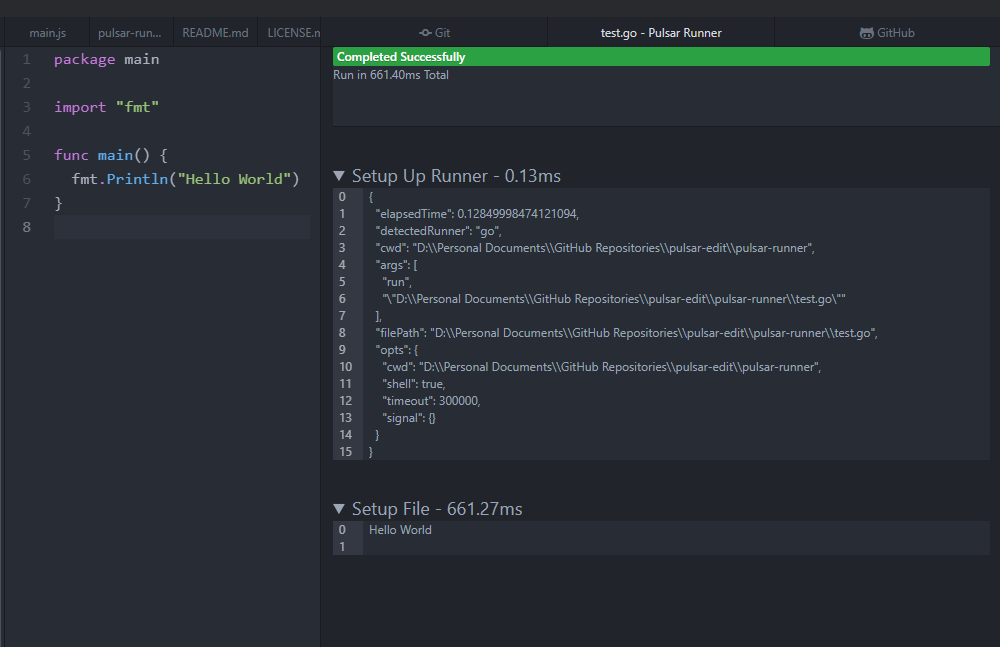 main.js pulsar-run... README.md LICENSE.n Git test.go - Pulsar Runner GitHub
1 package main
2
3 import "fmt"
4
5 func main() {
6 fmt.Println("Hello World")
7 }
8
Completed Successfully
Run in 661.40ms Total
▼ Setup Up Runner - 0.13ms
0 {
1 "elapsedTime": 0.12849998474121094,
2 "detectedRunner": "go",
3 "cwd": "D:\\Personal Documents\\GitHub Repositories\\pulsar-edit\\pulsar-runner",
4 "args": [
5 "run",
6 "\"D:\\Personal Documents\\GitHub Repositories\\pulsar-edit\\pulsar-runner\\test.go\""
7 ],
8 "filePath": "D:\\Personal Documents\\GitHub Repositories\\pulsar-edit\\pulsar-runner\\test.go",
9 "opts": {
10 "cwd": "D:\\Personal Documents\\GitHub Repositories\\pulsar-edit\\pulsar-runner",
11 "shell": true,
12 "timeout": 300000,
13 "signal": {}
14 }
15 }
▼ Setup File - 661.27ms
0 Hello World
1